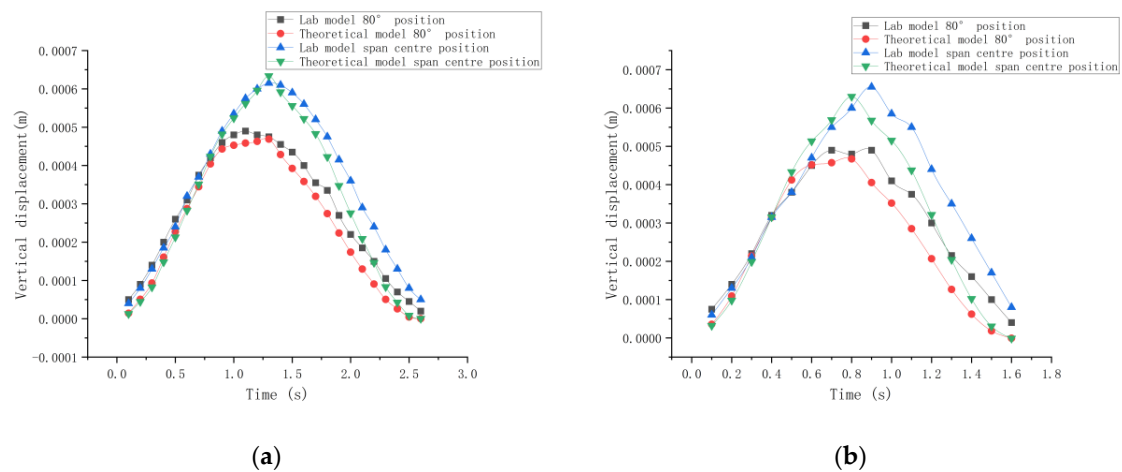 Lab model 80° position
Theoretical model 80° position
Lab model span centre position
Theoretical model span centre position
0.0007
0.0006
0.0005
0.0004
0.0003
0.0002
0.0001
0.0000
-0.0001
Vertical displacement(m)
0.0 0.5 1.0 1.5 2.0 2.5 3.0
Time (s)
(a)
Lab model 80° position
Theoretical model 80° position
Lab model span centre position
Theoretical model span centre position
0.0007
0.0006
0.0005
0.0004
0.0003
0.0002
0.0001
0.0000
Vertical displacement(m)
0.0 0.2 0.4 0.6 0.8 1.0 1.2 1.4 1.6 1.8
Time (s)
(b)